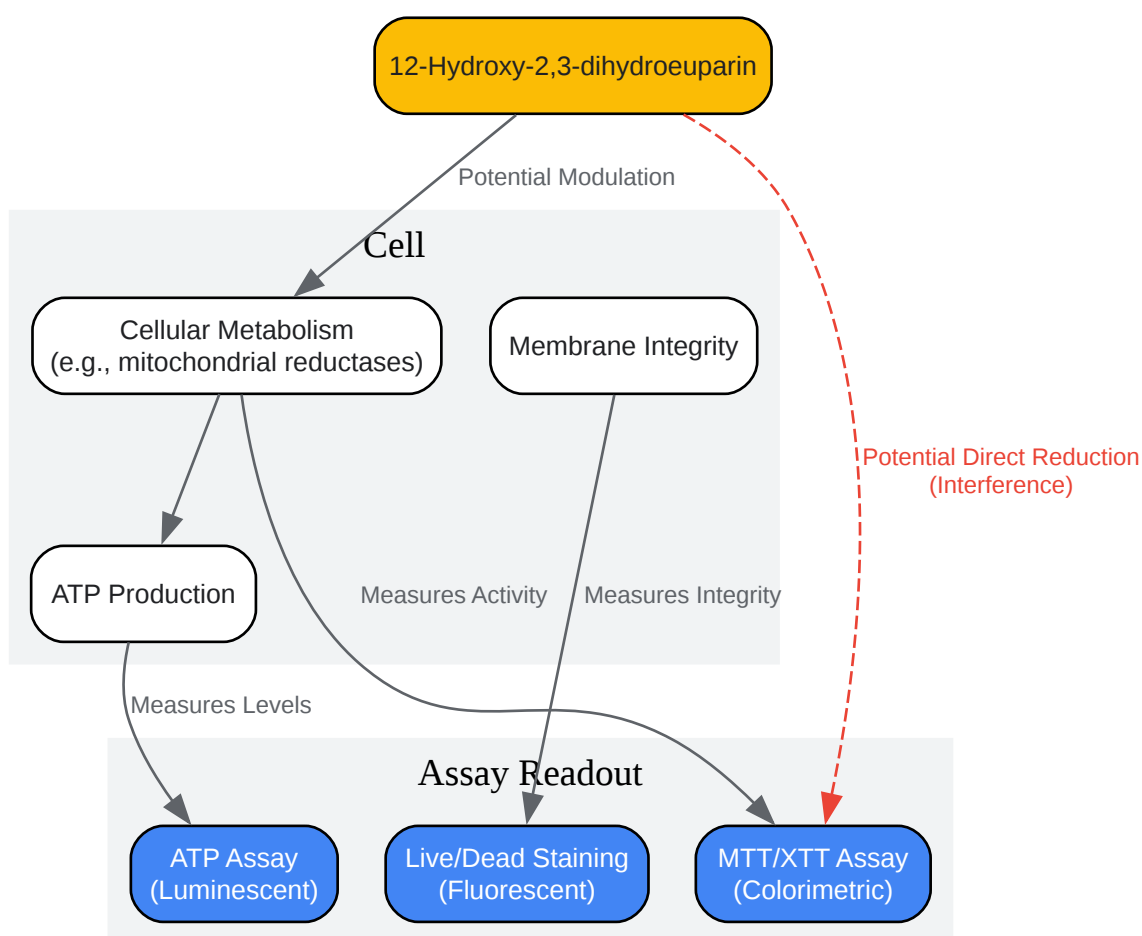 12-Hydroxy-2,3-dihydroeuparin
Potential Modulation
Cell
Cellular Metabolism
(e.g., mitochondrial reductases)
Membrane Integrity
Potential Direct Reduction
(Interference)
ATP Production
Measures Activity
Measures Integrity
Measures Levels
Assay Readout
ATP Assay
(Luminescent)
Live/Dead Staining
(Fluorescent)
MTT/XTT Assay
(Colorimetric)